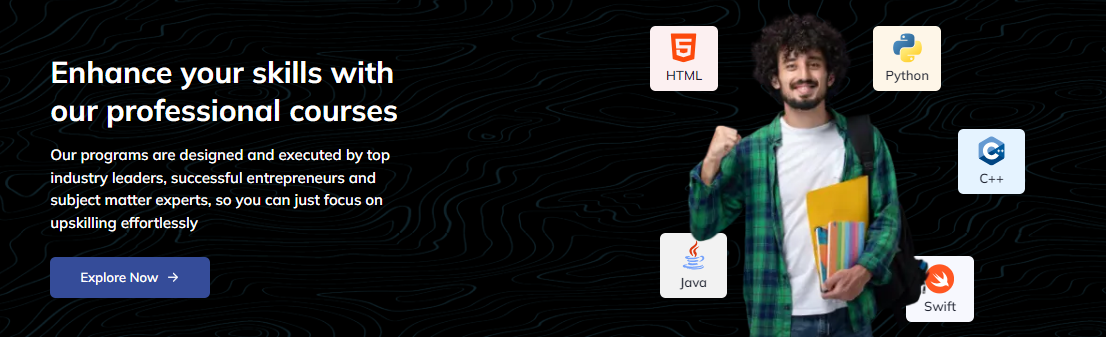 Enhance your skills with
our professional courses
Our programs are designed and executed by top
industry leaders, successful entrepreneurs and
subject matter experts, so you can just focus on
upskilling effortlessly
Explore Now →
HTML
Python
C++
Java
Swift